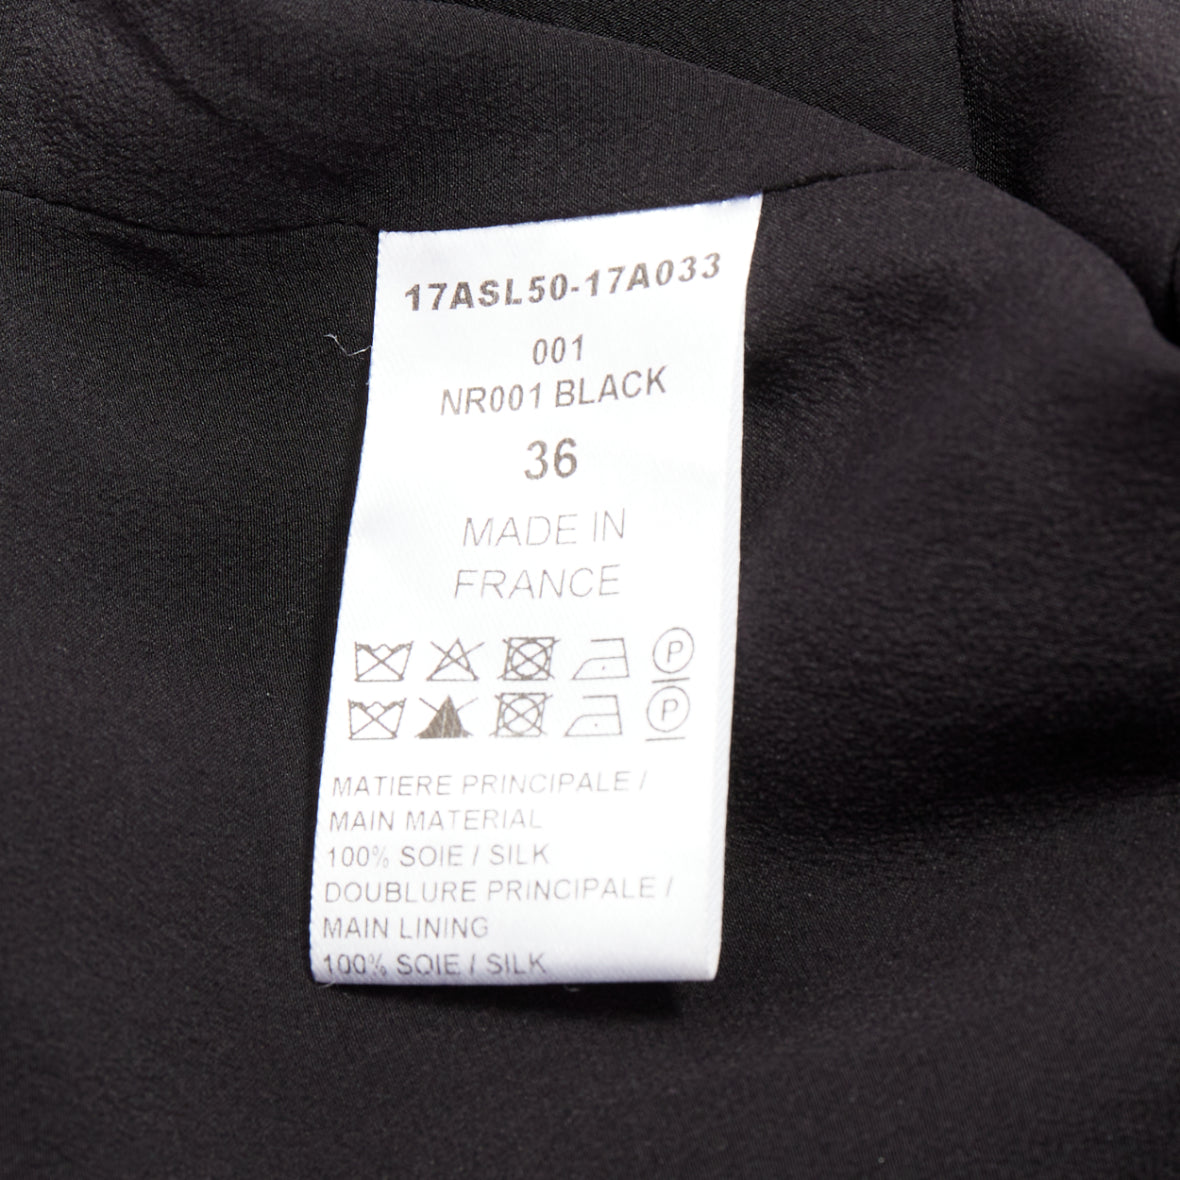 17ASL50-17A033
001
NR001 BLACK
36
MADE IN
FRANCE
P
P
MATIERE PRINCIPALE /
MAIN MATERIAL
100% SOIE / SILK
DOUBLURE PRINCIPALE /
MAIN LINING
100% SOIE / SILK